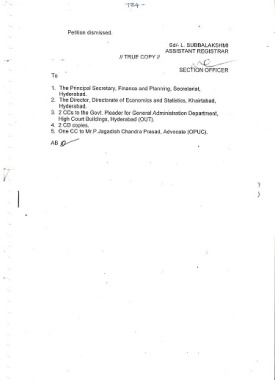 Petition dismissed.
Sd/- L. SUBBALAKSHMI
ASSISTANT REGISTRAR
// TRUE COPY //
SECTION OFFICER
To
1. The Principal Secretary, Finance and Planning, Secretariat,
Hyderabad.
2. The Director, Directorate of Economics and Statistics, Khairtabad,
Hyderabad.
3. 2 CCs to the Govt. Pleader for General Administration Department,
High Court Buildings, Hyderabad (OUT).
4. 2 CD copies.
5. One CC to Mr.P.Jagadish Chandra Prasad, Advocate (OPUC).
AB